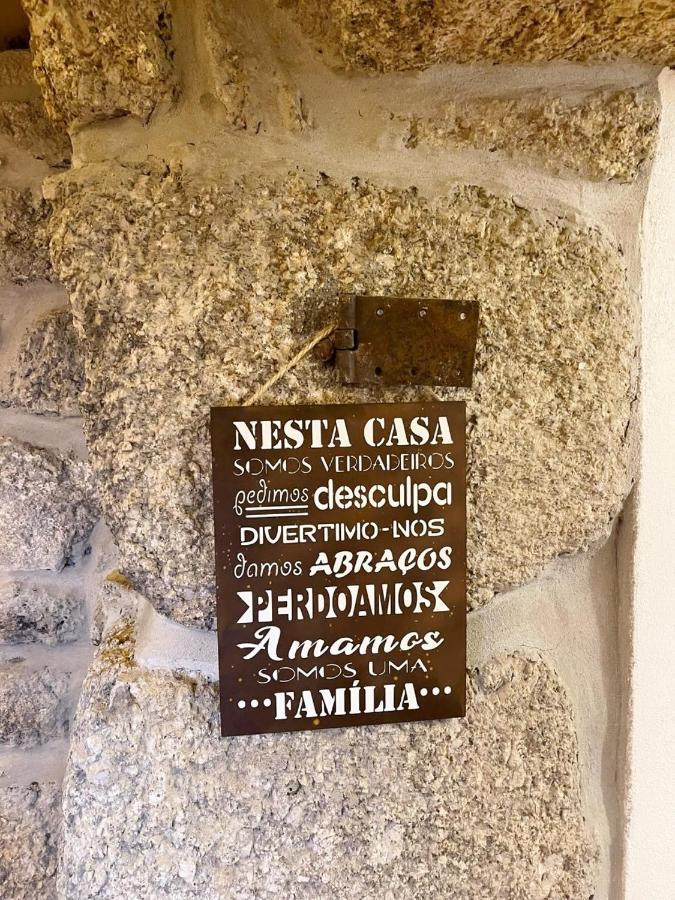 NESTA CASA
SOMOS VERDADEIROS
pedimos desculpa
DIVERTIMO-NOS
damos ABRAÇOS
PERDOAMOS
Amamos
SOMOS UMA
...FAMÍLIA...